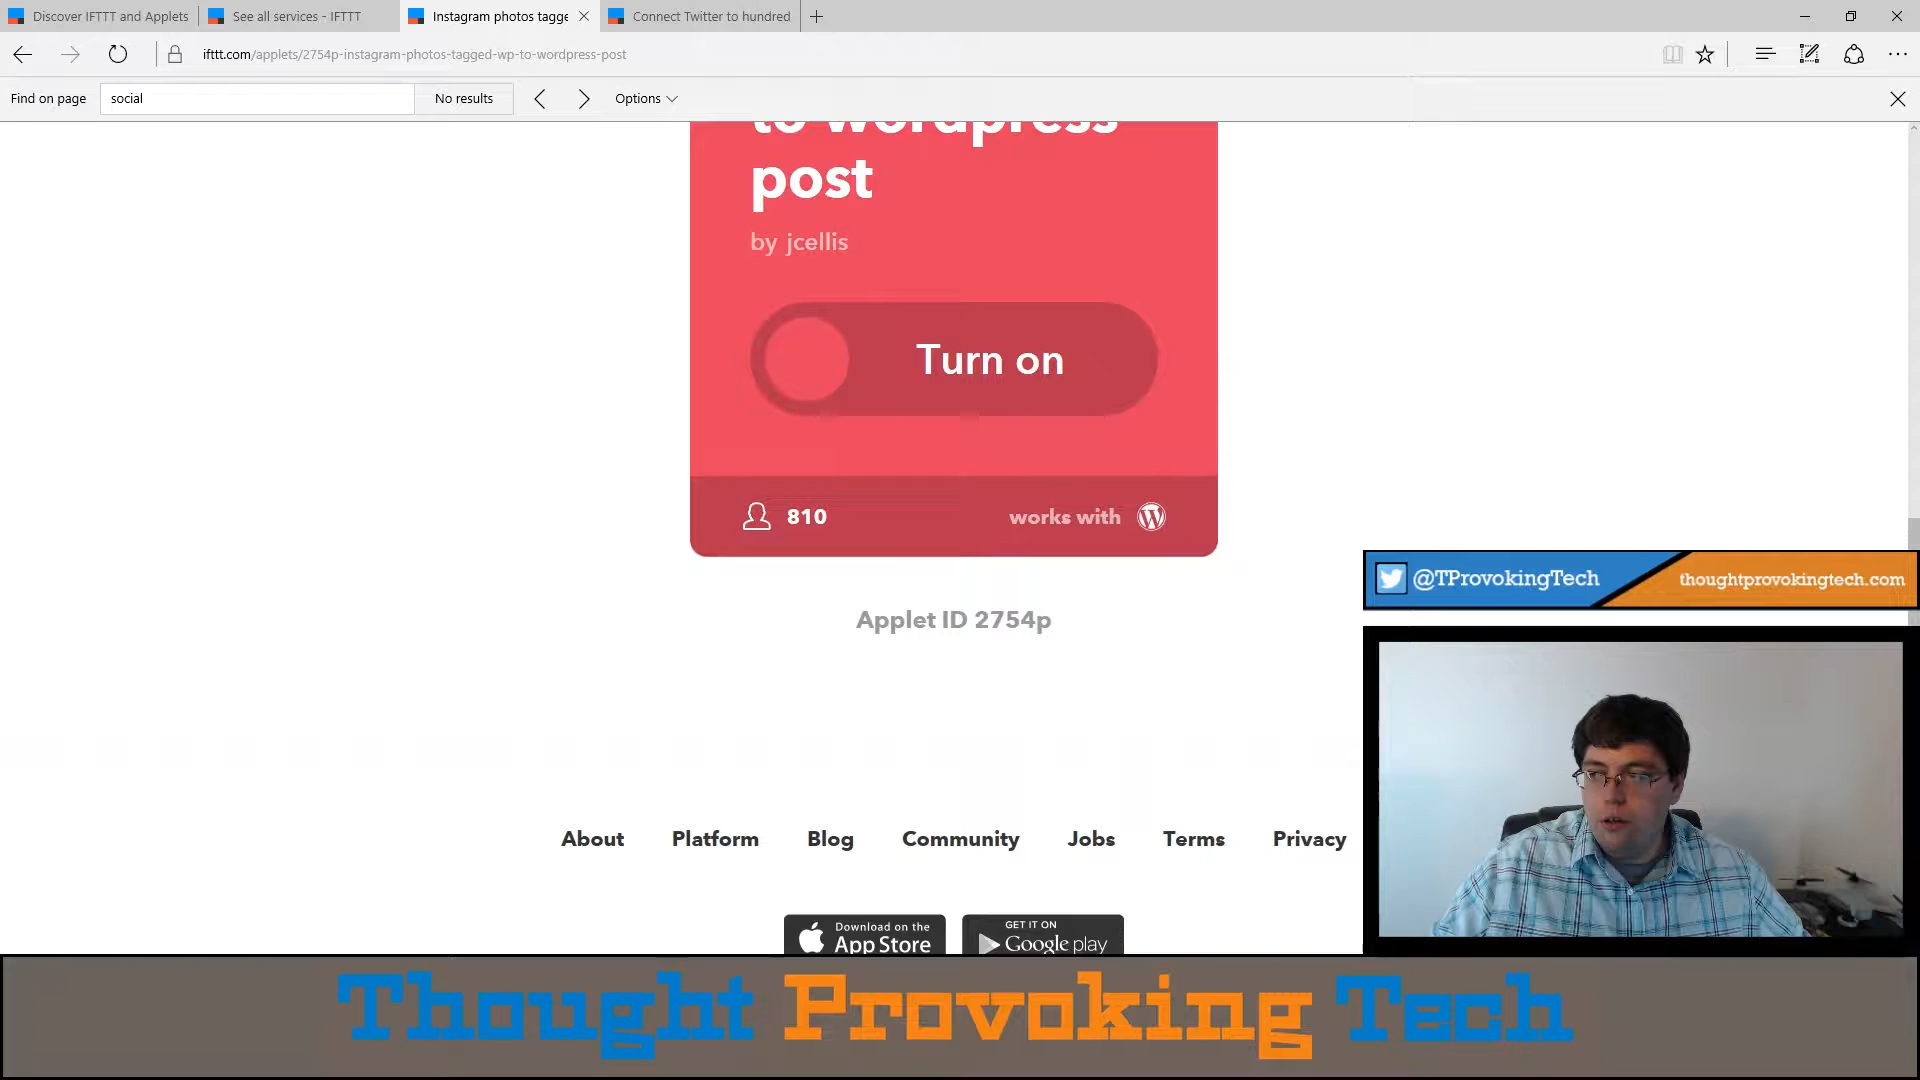 Discover IFTTT and Applets
See all services - IFTTT
Instagram photos tagge
Connect Twitter to hundred
ifttt.com/applets/2754p-instagram-photos-tagged-wp-to-wordpress-post
Find on page
social
No results
Options
to wordpress
post
by jcellis
Turn on
810
works with
Applet ID 2754p
@TProvokingTech
thoughtprovokingtech.com
About
Platform
Blog
Community
Jobs
Terms
Privacy
Download on the
App Store
GET IT ON
Google play
Thought Provoking Tech